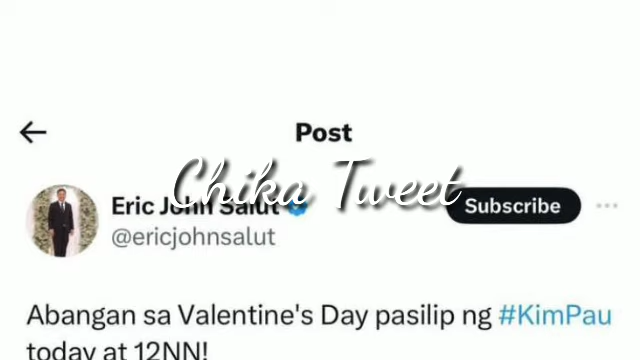 Post
Chika Tweet
Eric John Salut
Subscribe
@ericjohnsalut
Abangan sa Valentine's Day pasilip ng #KimPau
today at 12NN!